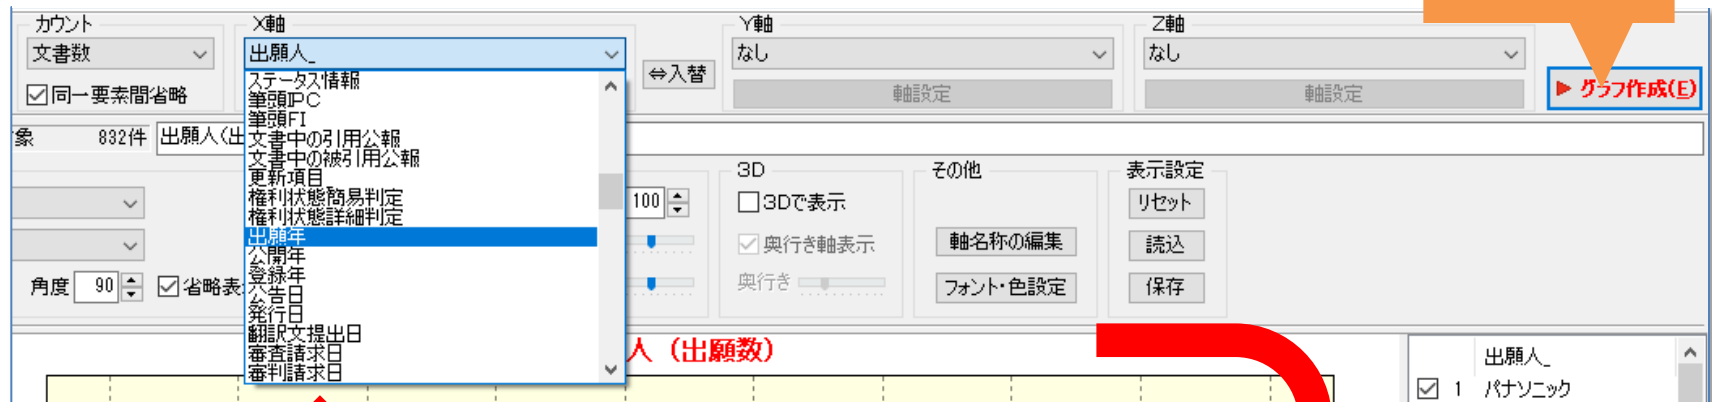 カウント
X軸
Y軸
Z軸
文書数
出願人_
なし
なし
⇔入替
同一要素間省略
軸設定
軸設定
グラフ作成(E)
ステータス情報
筆頭IPC
筆頭FI
文書中の引用公報
文書中の被引用公報
更新項目
権利状態簡易判定
権利状態詳細判定
出願年
公開年
登録年
公告日
発行日
翻訳文提出日
審査請求日
審判請求日
象 832件 出願人(出
3D
その他
表示設定
100
3Dで表示
リセット
奥行き軸表示
軸名称の編集
読込
角度 90
省略表
奥行き
フォント・色設定
保存
人 (出願数)
出願人_
1 パナソニック